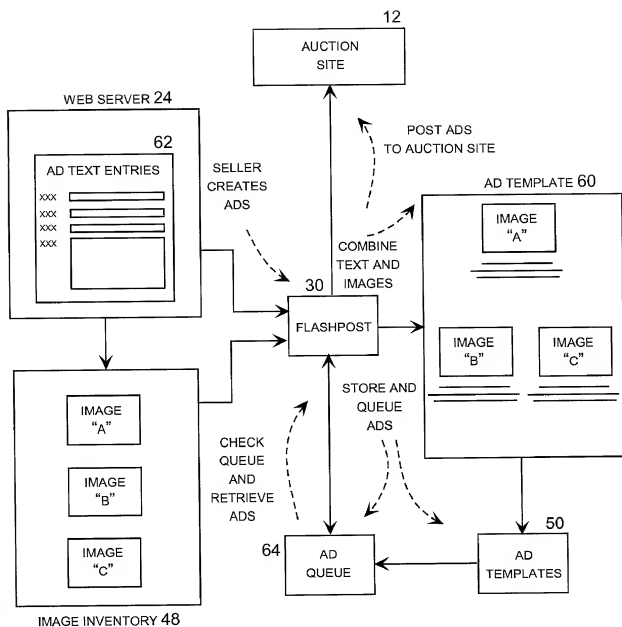 12
AUCTION
SITE
WEB SERVER 24
62
AD TEXT ENTRIES
XXX
XXX
XXX
XXX
SELLER
CREATES
ADS
POST ADS
TO AUCTION SITE
AD TEMPLATE 60
IMAGE
"A"
COMBINE
TEXT AND
IMAGES
30
FLASHPOST
IMAGE
"B"
IMAGE
"C"
IMAGE
"A"
IMAGE
"B"
IMAGE
"C"
IMAGE INVENTORY 48
STORE AND
QUEUE
ADS
CHECK
QUEUE
AND
RETRIEVE
ADS
64
AD
QUEUE
50
AD
TEMPLATES